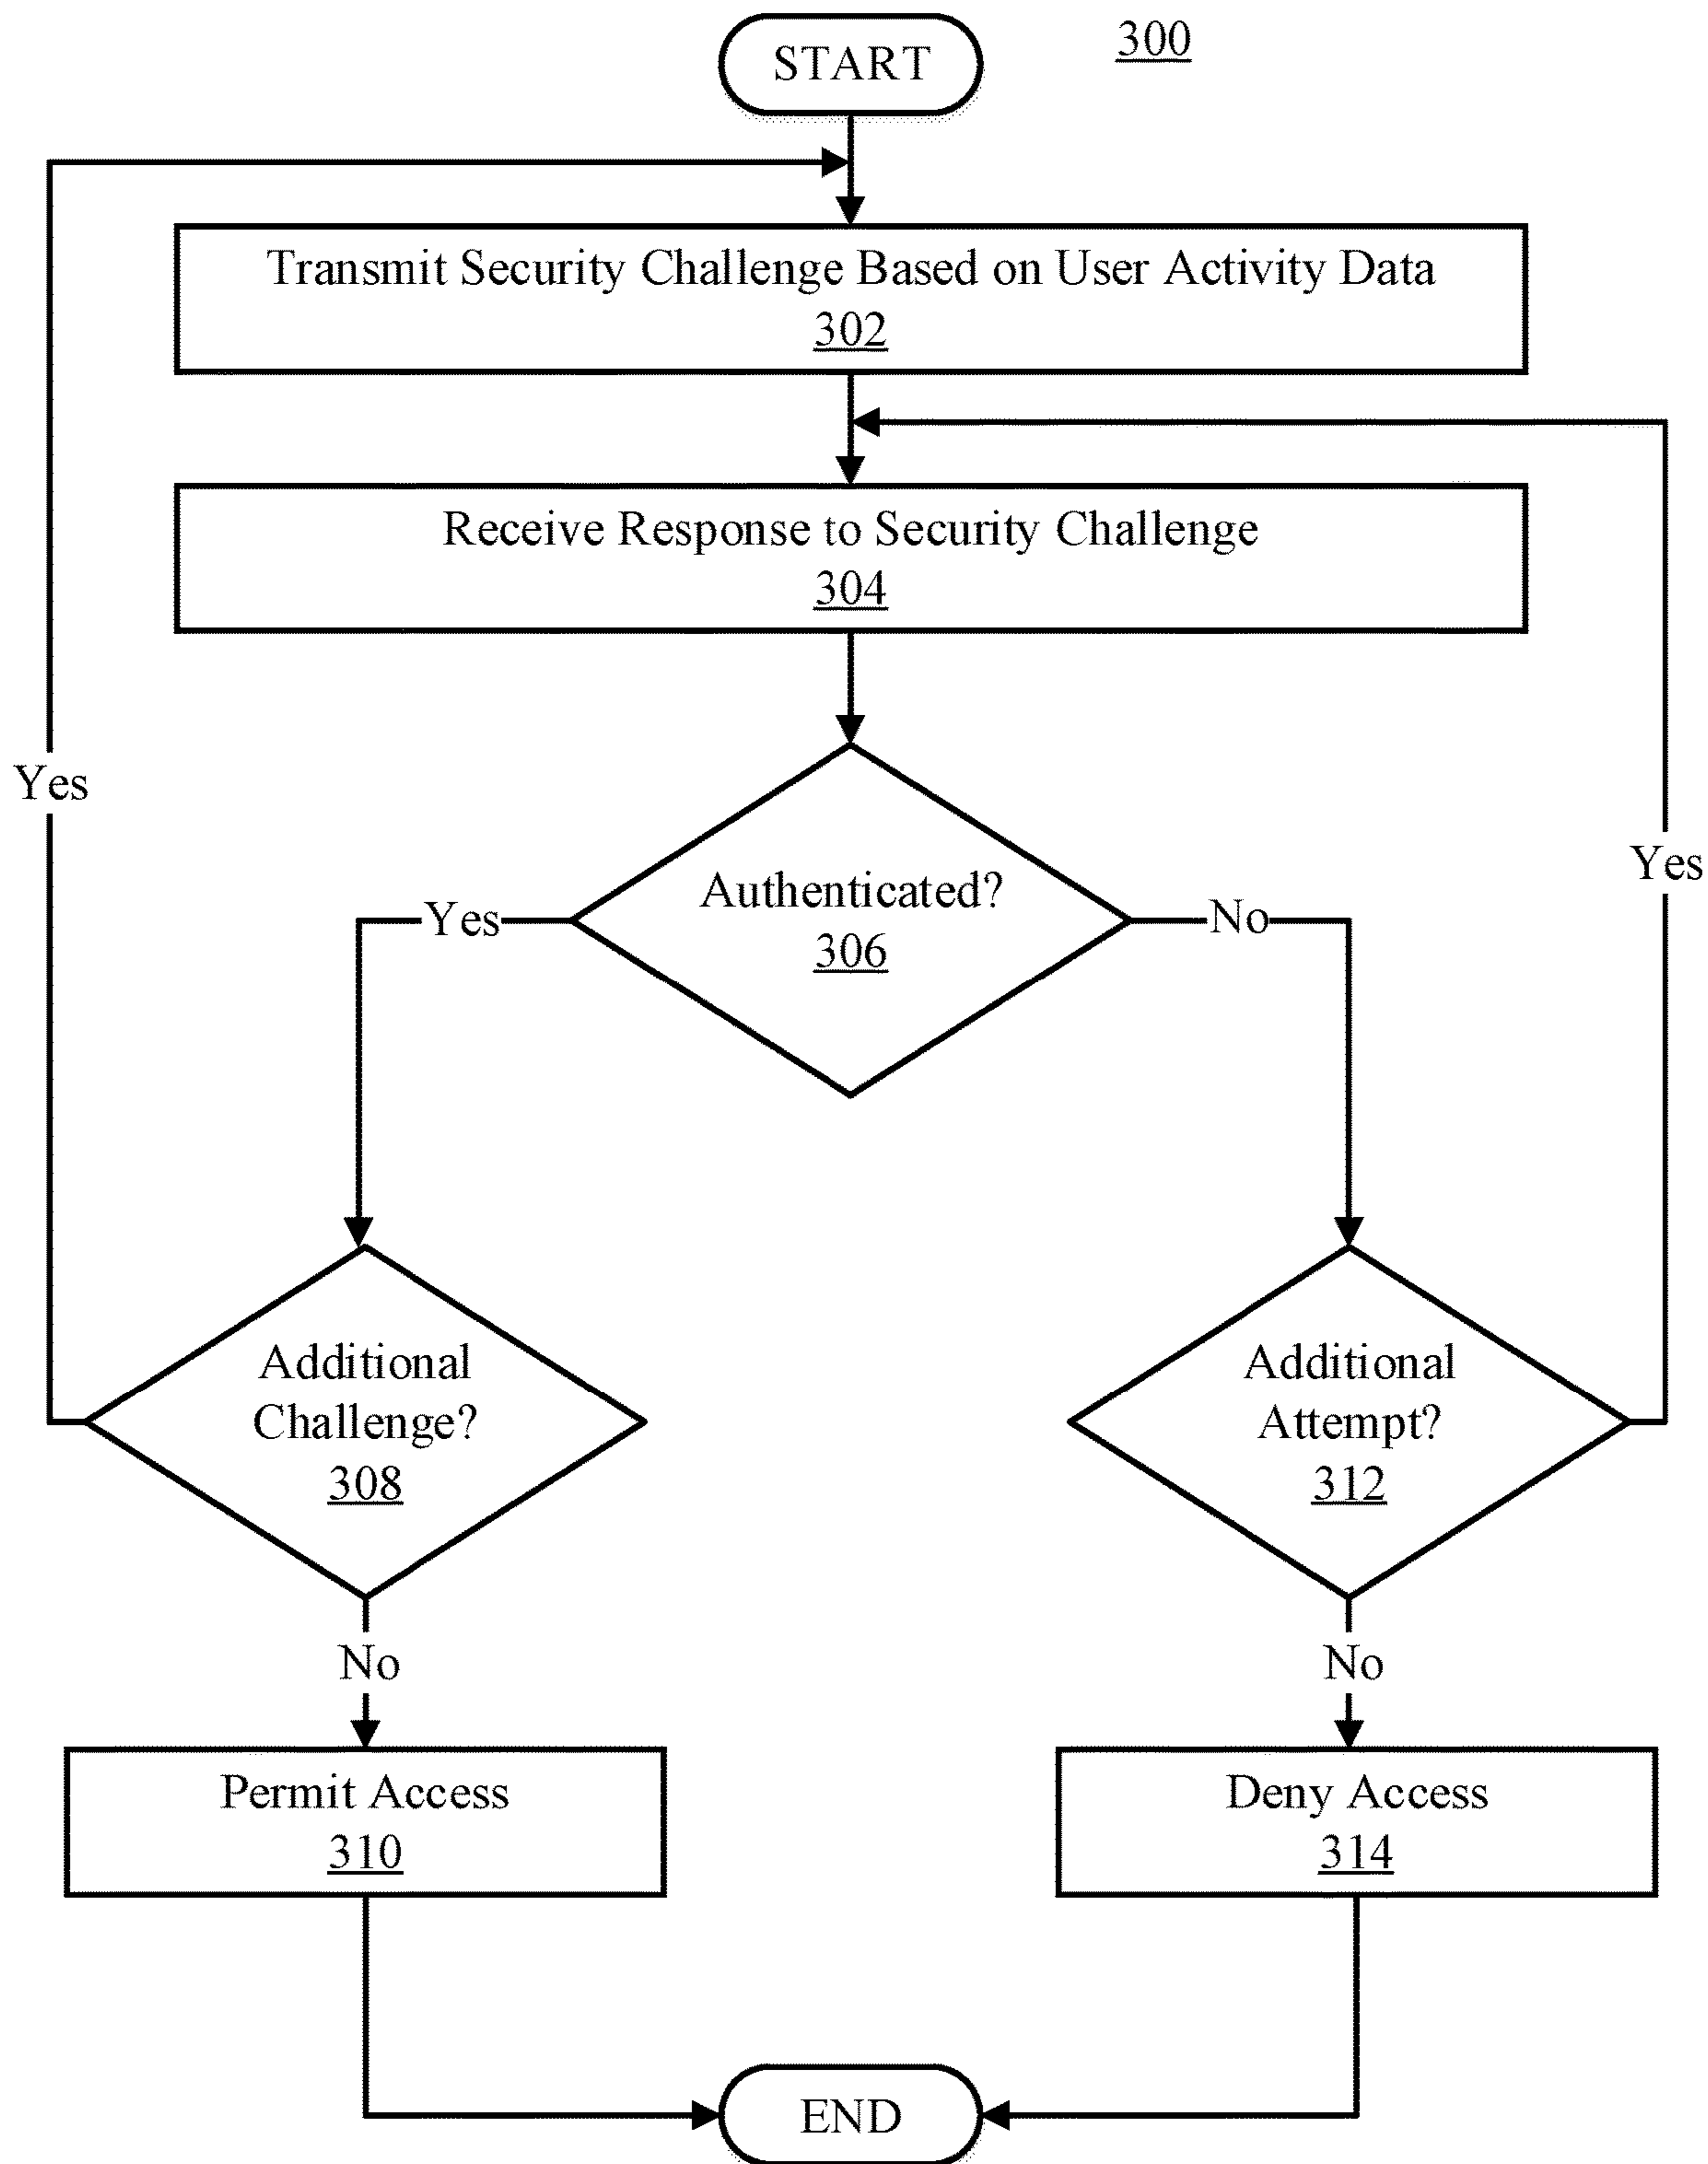 START
300
Transmit Security Challenge Based on User Activity Data
302
Receive Response to Security Challenge
304
Yes
Yes
Authenticated?
306
Yes
No
Additional
Challenge?
308
Additional
Attempt?
312
No
No
Permit Access
310
Deny Access
314
END